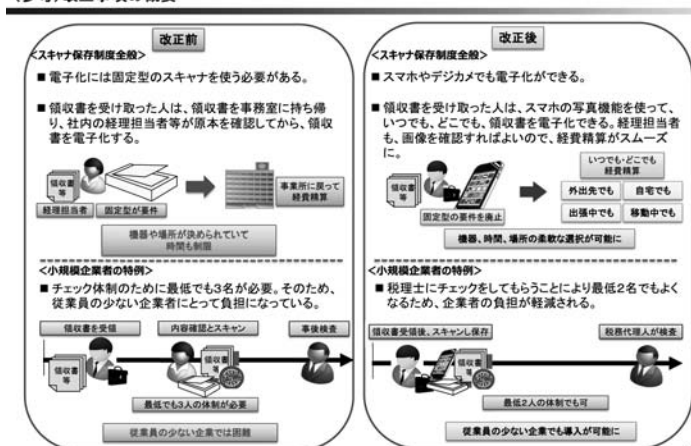 改正前
<スキャナ保存制度全般>
■ 電子化には固定型のスキャナを使う必要がある。
■ 領収書を受け取った人は、領収書を事務室に持ち帰
り、社内の経理担当者等が原本を確認してから、領収
書を電子化する。
領収書
等
経理担当者
固定型が要件
事業所に戻って
経費精算
機器や場所が決められていて
時間も制限
<小規模企業者の特例>
■ チェック体制のために最低でも3名が必要。そのため、
従業員の少ない企業者にとって負担になっている。
領収書を受領
内容確認とスキャン
事後検査
領収書
等
領収書
等
最低でも3人の体制が必要
従業員の少ない企業では困難
改正後
<スキャナ保存制度全般>
■ スマホやデジカメでも電子化ができる。
■ 領収書を受け取った人は、スマホの写真機能を使って、
いつでも、どこでも、領収書を電子化できる。経理担当者
も、画像を確認すればよいので、経費精算がスムーズ
に。
領収書
等
固定型の要件を廃止
いつでも・どこでも
経費精算
外出先でも
自宅でも
出張中でも
移動中でも
機器、時間、場所の柔軟な選択が可能に
<小規模企業者の特例>
■ 税理士にチェックをしてもらうことにより最低2名でもよく
なるため、企業者の負担が軽減される。
領収書受領後、スキャンし保存
税務代理人が検査
領収書
等
最低2人の体制でも可
従業員の少ない企業でも導入が可能に